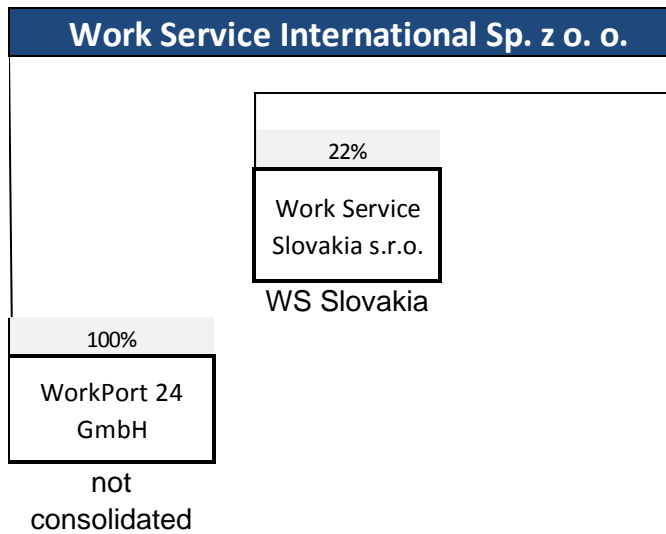 Work Service International Sp. z o. o.
22%
Work Service
Slovakia s.r.o.
WS Slovakia
100%
WorkPort 24
GmbH
not
consolidated